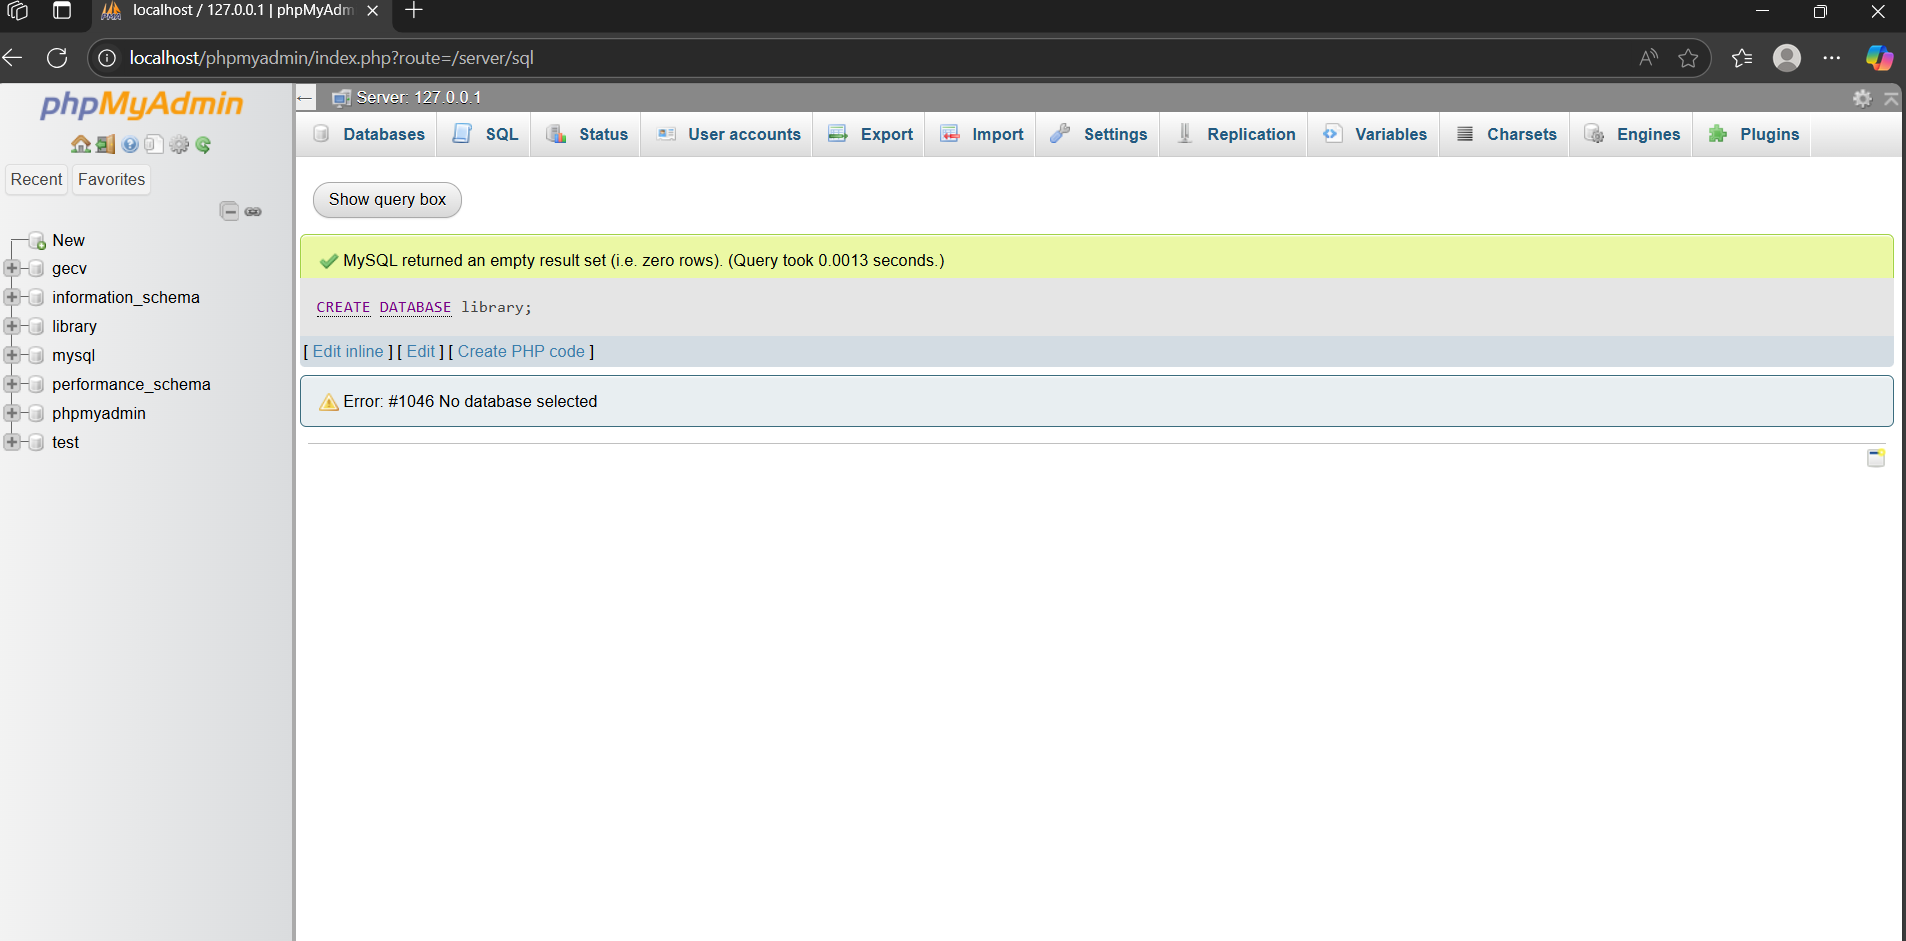 localhost / 127.0.0.1 | phpMyAdm
localhost/phpmyadmin/index.php?route=/server/sql
phpMyAdmin
Recent Favorites
New
gecv
information_schema
library
mysql
performance_schema
phpmyadmin
test
Server: 127.0.0.1
Databases SQL Status User accounts Export Import Settings Replication Variables Charsets Engines Plugins
Show query box
MySQL returned an empty result set (i.e. zero rows). (Query took 0.0013 seconds.)
CREATE DATABASE library;
[ Edit inline ] [ Edit ] [ Create PHP code ]
Error: #1046 No database selected